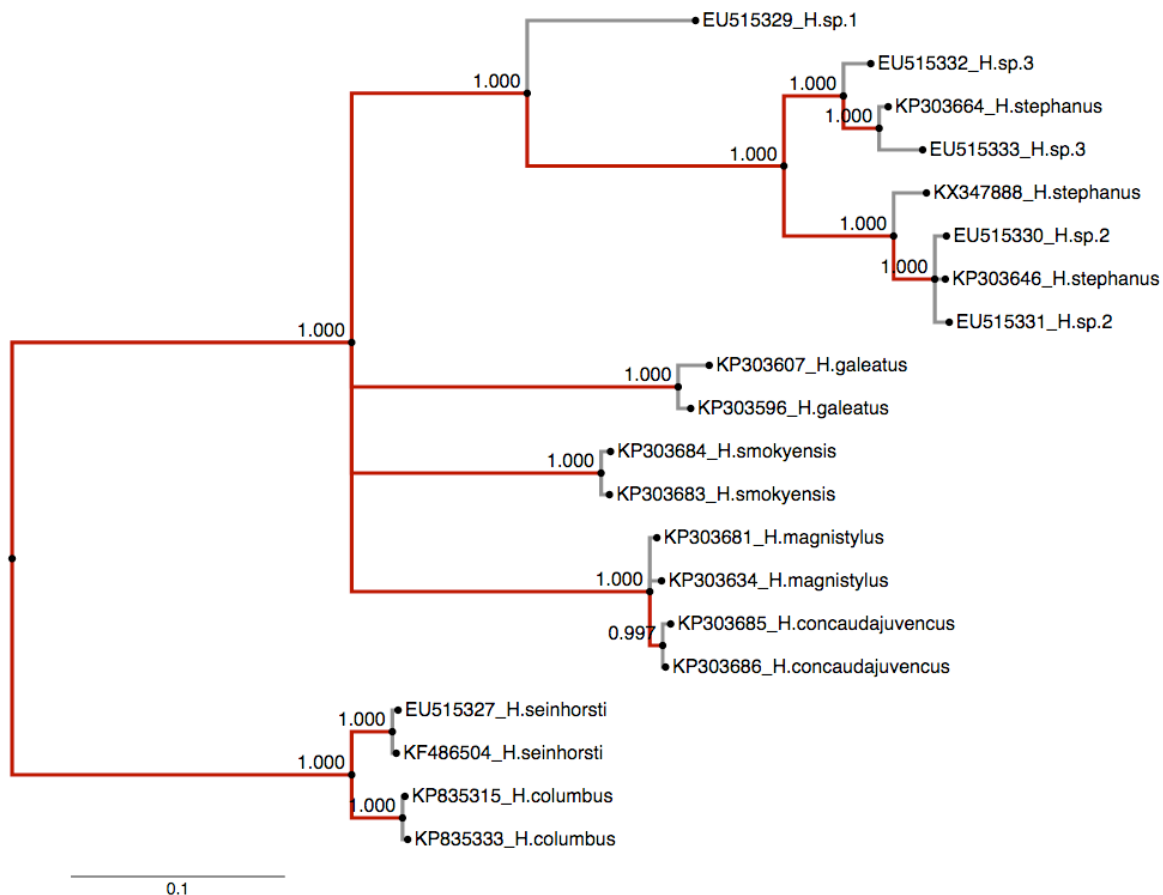 EU515329_H.sp.1
1.000
EU515332_H.sp.3
1.000
KP303664_H.stephanus
1.000
EU515333_H.sp.3
1.000
KX347888_H.stephanus
1.000
EU515330_H.sp.2
1.000
KP303646_H.stephanus
EU515331_H.sp.2
1.000
KP303607_H.galeatus
1.000
KP303596_H.galeatus
KP303684_H.smokyensis
1.000
KP303683_H.smokyensis
KP303681_H.magnistylus
1.000
KP303634_H.magnistylus
KP303685_H.concaudajuvencus
0.997
KP303686_H.concaudajuvencus
EU515327_H.seinhorsti
1.000
KF486504_H.seinhorsti
1.000
KP835315_H.columbus
1.000
KP835333_H.columbus
0.1